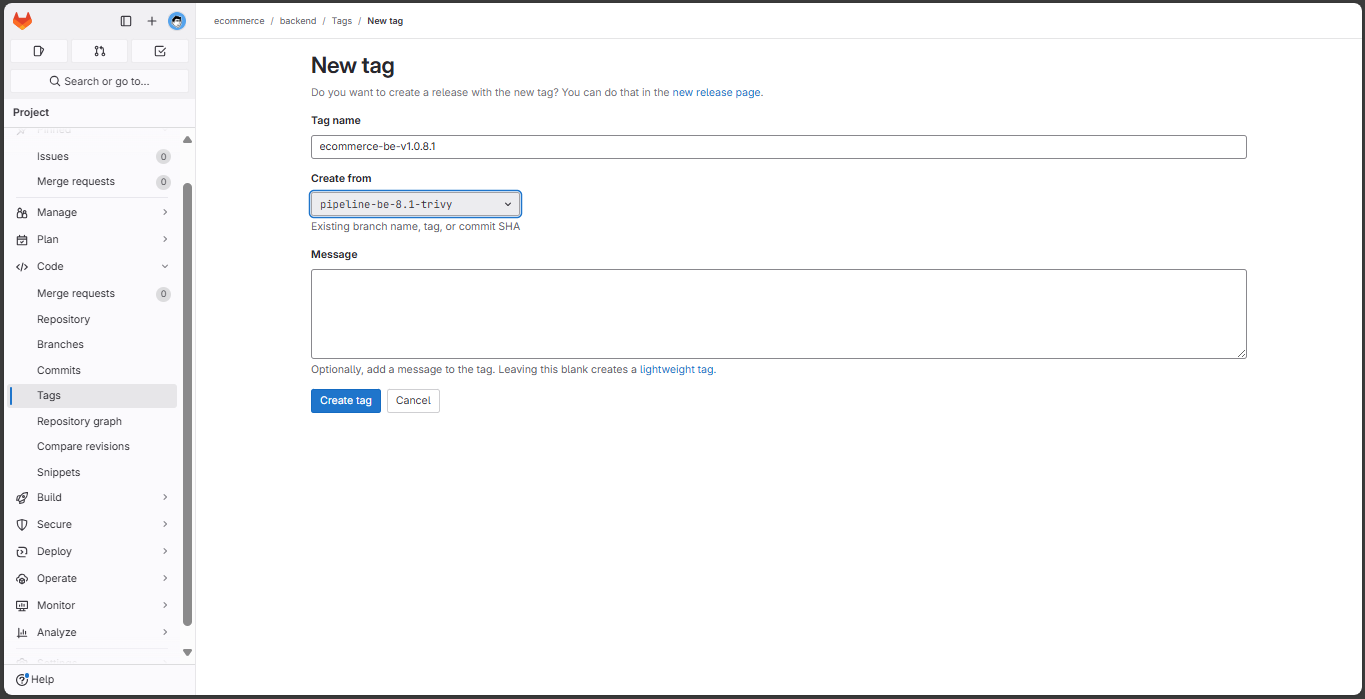 ecommerce / backend / Tags / New tag
Search or go to...
Project
Pinned
Issues 0
Merge requests 0
Manage
Plan
Code
Merge requests 0
Repository
Branches
Commits
Tags
Repository graph
Compare revisions
Snippets
Build
Secure
Deploy
Operate
Monitor
Analyze
Settings
Help
New tag
Do you want to create a release with the new tag? You can do that in the new release page.
Tag name
ecommerce-be-v1.0.8.1
Create from
pipeline-be-8.1-trivy
Existing branch name, tag, or commit SHA
Message
Optionally, add a message to the tag. Leaving this blank creates a lightweight tag.
Create tag Cancel